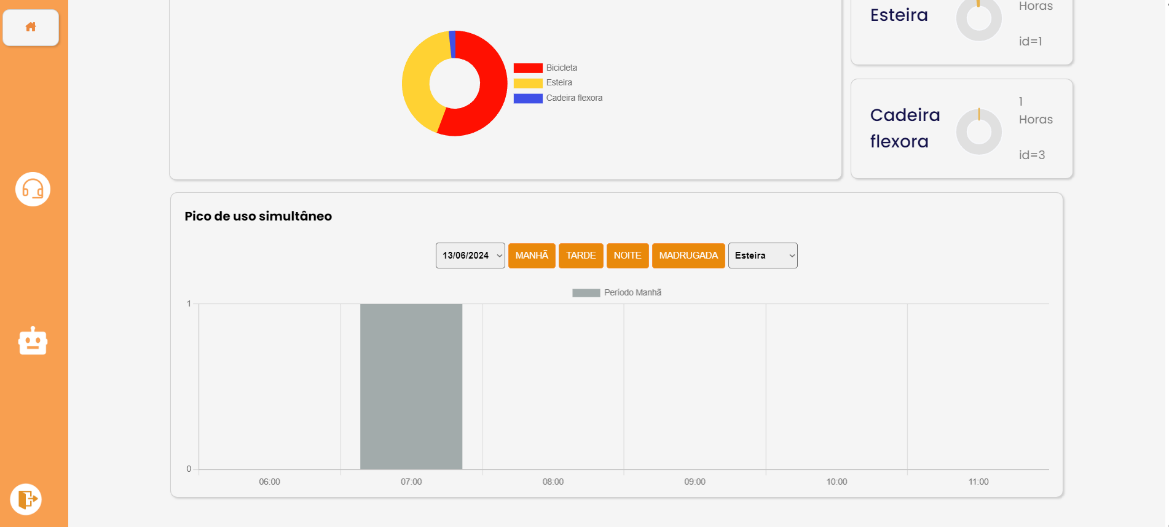 Bicicleta
Esteira
Cadeira flexora
Esteira
Horas
id=1
Cadeira
flexora
1
Horas
id=3
Pico de uso simultâneo
13/06/2024 MANHÃ TARDE NOITE MADRUGADA Esteira
Período Manhã
1
0
06:00 07:00 08:00 09:00 10:00 11:00